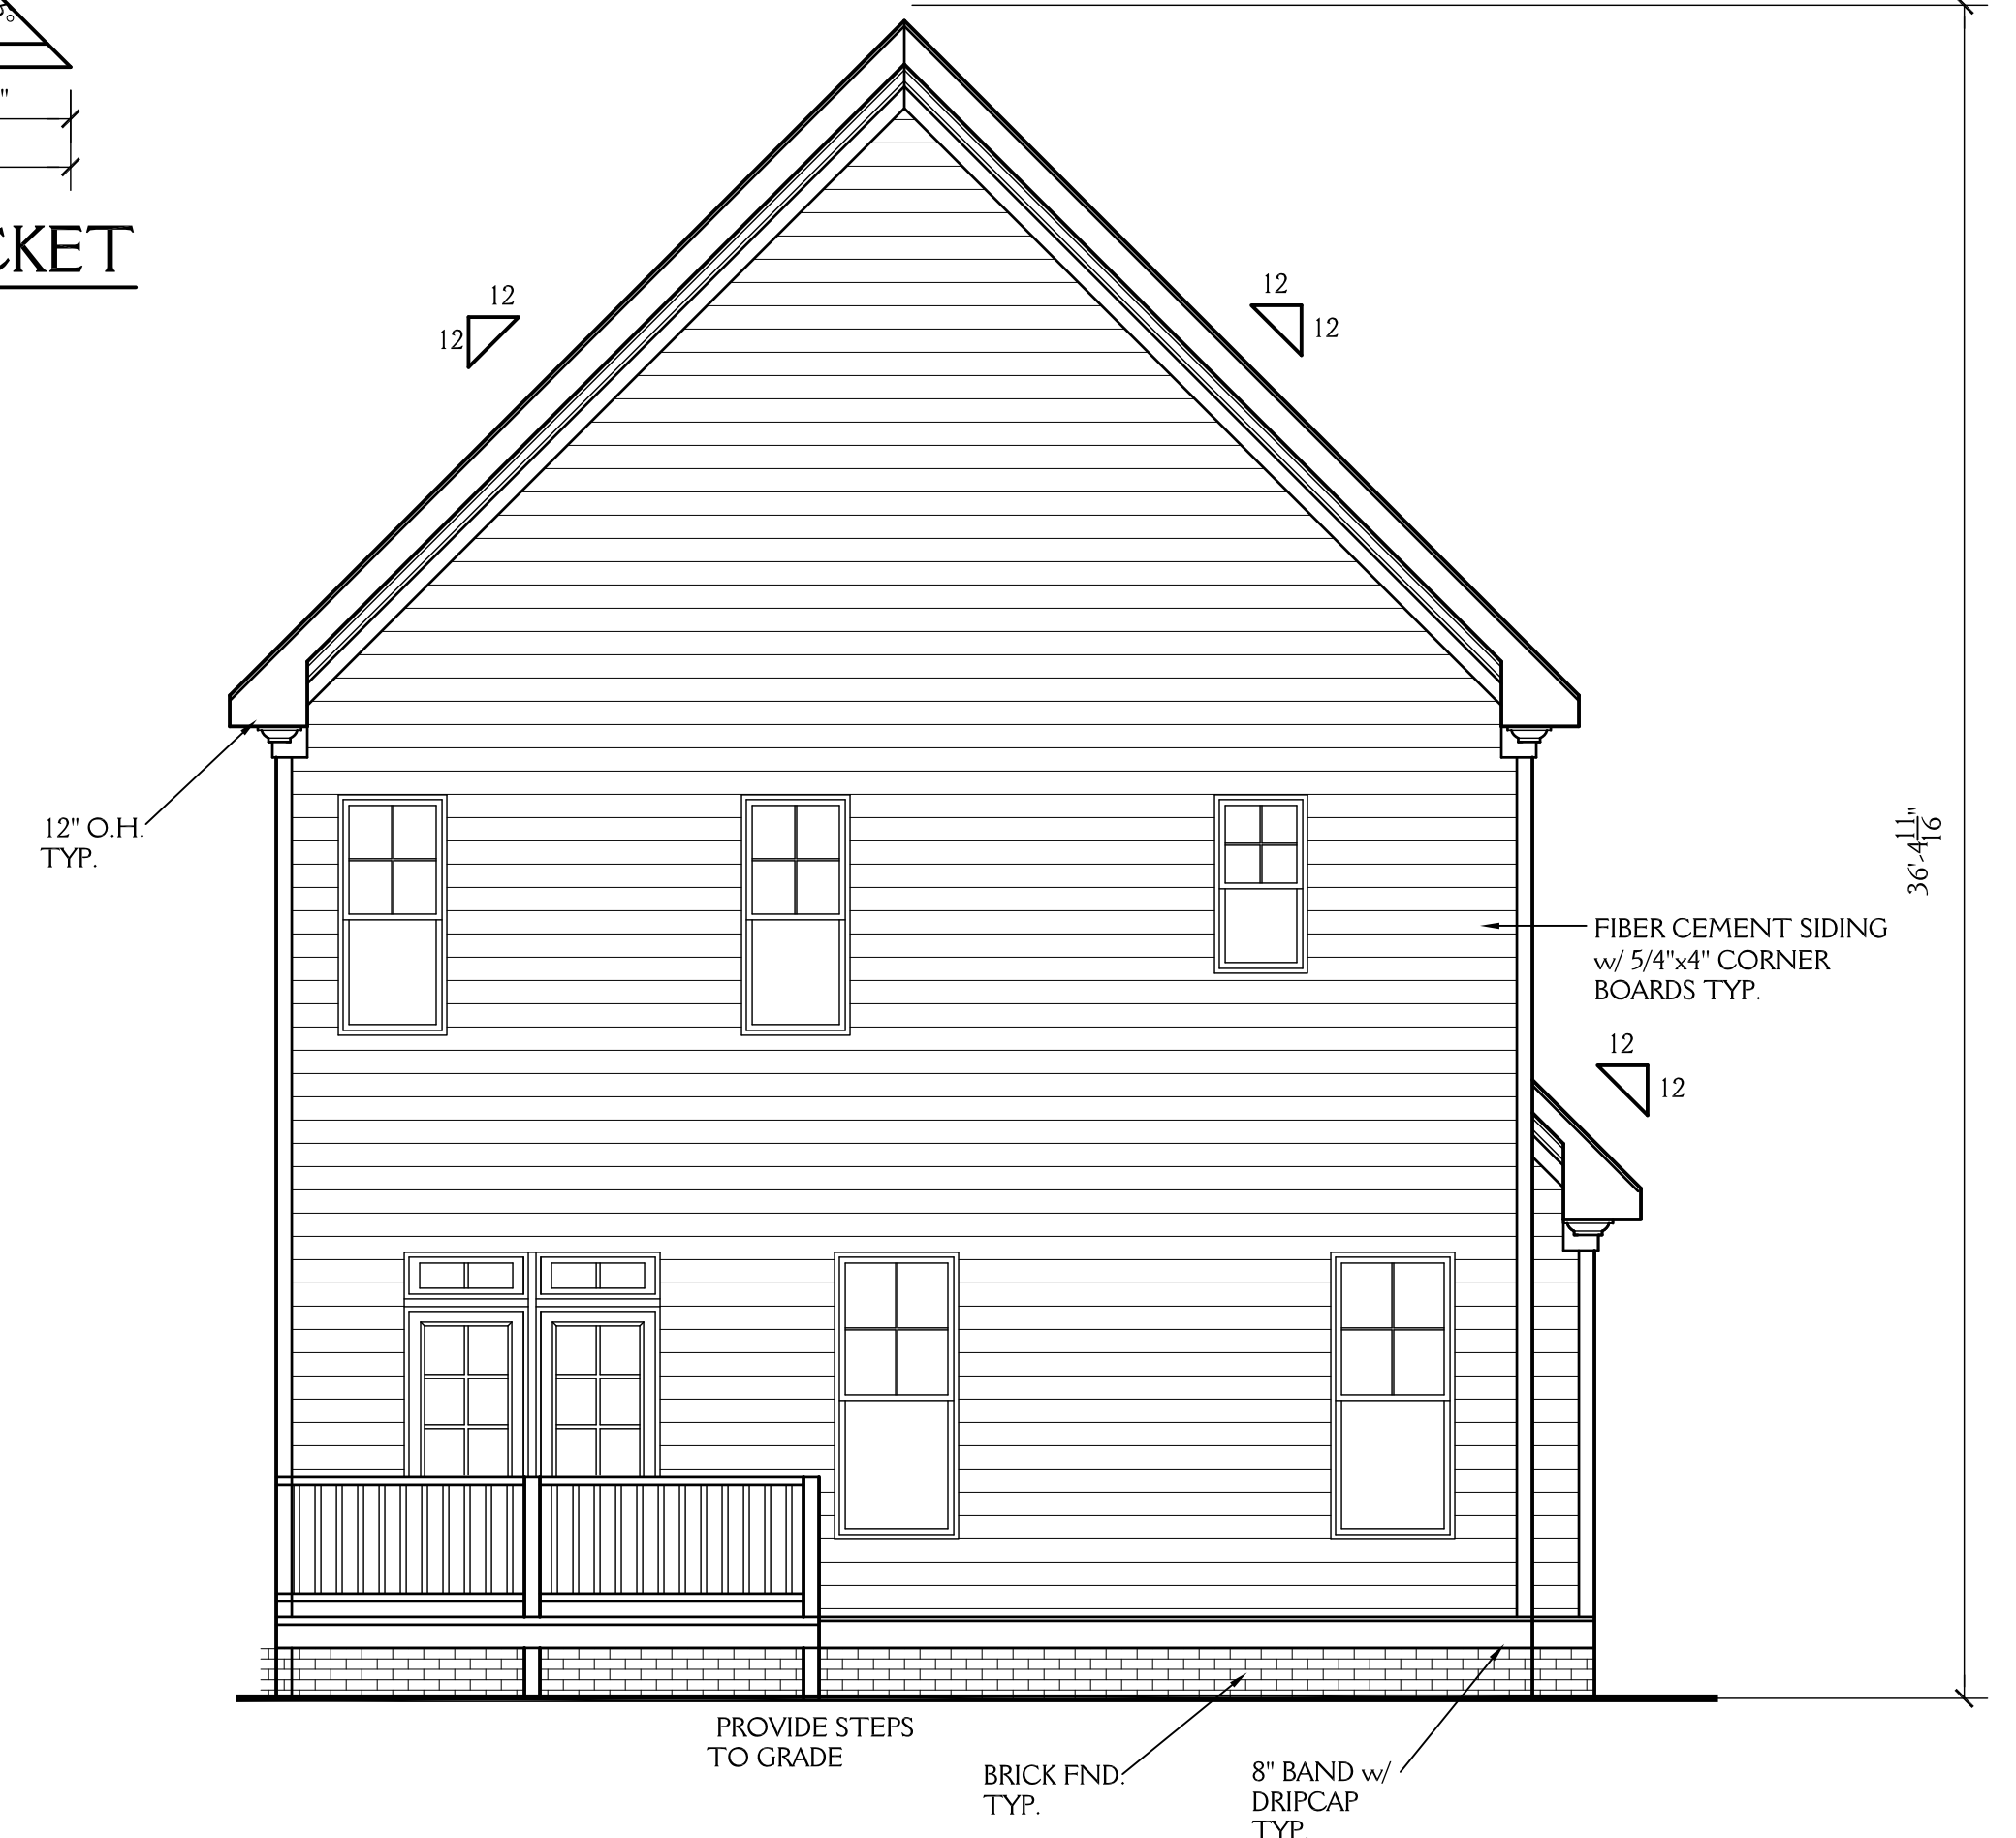 CKET
12
12
12
12
12" O.H.
TYP.
36'-4 11/16"
FIBER CEMENT SIDING
w/ 5/4"x4" CORNER
BOARDS TYP.
12
12
PROVIDE STEPS
TO GRADE
BRICK FND.
TYP.
8" BAND w/
DRIPCAP
TYP.